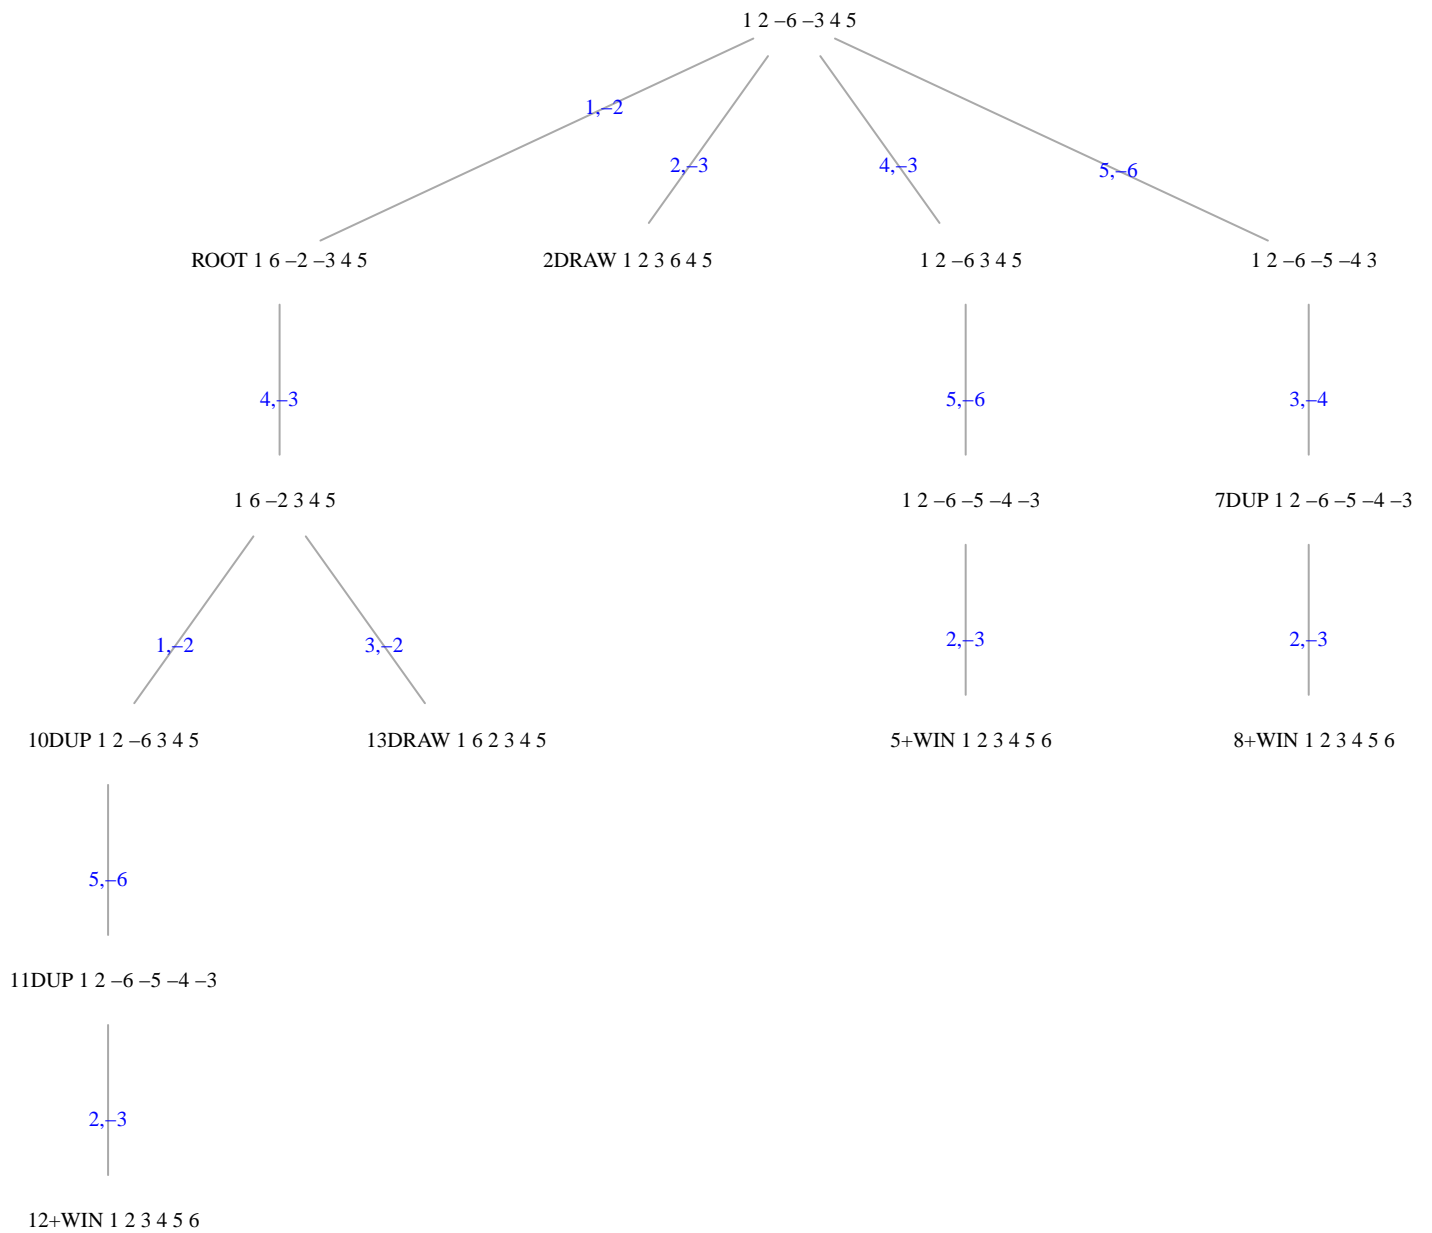 1 2 –6 –3 4 5
1,–2
2,–3
4,–3
5,–6
ROOT 1 6 –2 –3 4 5
2DRAW 1 2 3 6 4 5
1 2 –6 3 4 5
1 2 –6 –5 –4 3
4,–3
5,–6
3,–4
1 6 –2 3 4 5
1 2 –6 –5 –4 –3
7DUP 1 2 –6 –5 –4 –3
1,–2
3,–2
2,–3
2,–3
10DUP 1 2 –6 3 4 5
13DRAW 1 6 2 3 4 5
5+WIN 1 2 3 4 5 6
8+WIN 1 2 3 4 5 6
5,–6
11DUP 1 2 –6 –5 –4 –3
2,–3
12+WIN 1 2 3 4 5 6